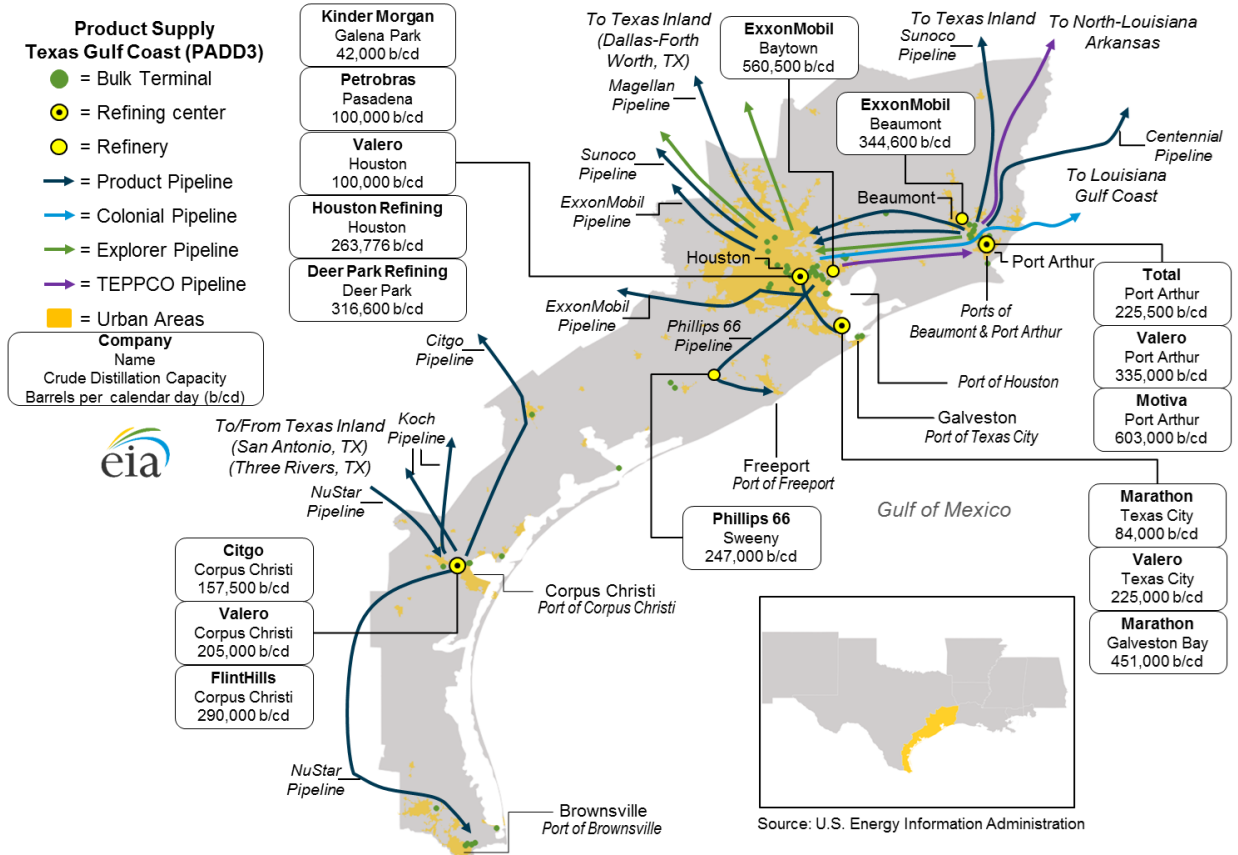 Product Supply
Texas Gulf Coast (PADD3)
= Bulk Terminal
= Refining center
= Refinery
= Product Pipeline
= Colonial Pipeline
= Explorer Pipeline
= TEPPCO Pipeline
= Urban Areas
Company
Name
Crude Distillation Capacity
Barrels per calendar day (b/cd)
eia
Kinder Morgan
Galena Park
42,000 b/cd
Petrobras
Pasadena
100,000 b/cd
Valero
Houston
100,000 b/cd
Houston Refining
Houston
263,776 b/cd
Deer Park Refining
Deer Park
316,600 b/cd
To Texas Inland
(Dallas-Forth
Worth, TX)
Magellan
Pipeline
Sunoco
Pipeline
ExxonMobil
Pipeline
ExxonMobil
Baytown
560,500 b/cd
ExxonMobil
Beaumont
344,600 b/cd
To Texas Inland
Sunoco
Pipeline
To North-Louisiana
Arkansas
Centennial
Pipeline
To Louisiana
Gulf Coast
Beaumont
Houston
Port Arthur
Ports of
Beaumont & Port Arthur
Total
Port Arthur
225,500 b/cd
Valero
Port Arthur
335,000 b/cd
Motiva
Port Arthur
603,000 b/cd
ExxonMobil
Pipeline
Phillips 66
Pipeline
Port of Houston
Galveston
Port of Texas City
Freeport
Port of Freeport
Citgo
Pipeline
To/From Texas Inland
(San Antonio, TX)
(Three Rivers, TX)
Koch
Pipeline
NuStar
Pipeline
Phillips 66
Sweeny
247,000 b/cd
Gulf of Mexico
Marathon
Texas City
84,000 b/cd
Valero
Texas City
225,000 b/cd
Marathon
Galveston Bay
451,000 b/cd
Citgo
Corpus Christi
157,500 b/cd
Valero
Corpus Christi
205,000 b/cd
FlintHills
Corpus Christi
290,000 b/cd
Corpus Christi
Port of Corpus Christi
NuStar
Pipeline
Brownsville
Port of Brownsville
Source: U.S. Energy Information Administration